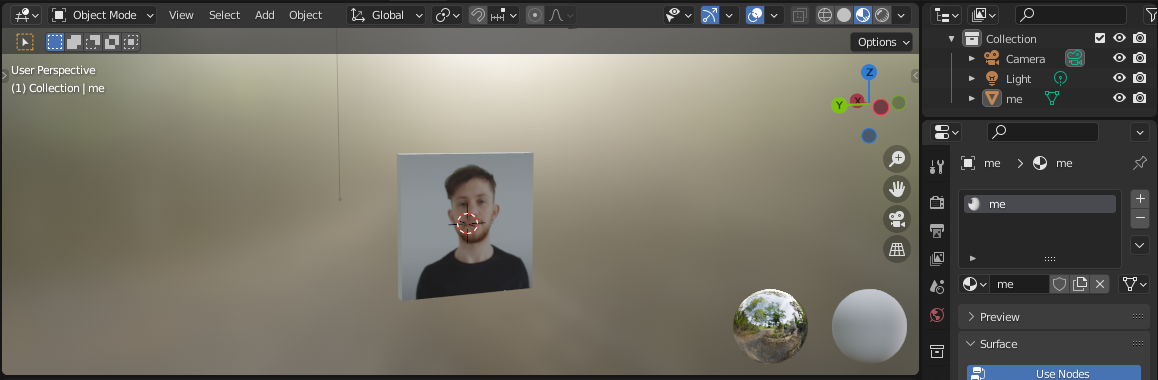 Object Mode View Select Add Object Global
Options
User Perspective
(1) Collection | me
Z
Y X
Collection
Camera
Light
me
me > me
me
me
Preview
Surface
Use Nodes